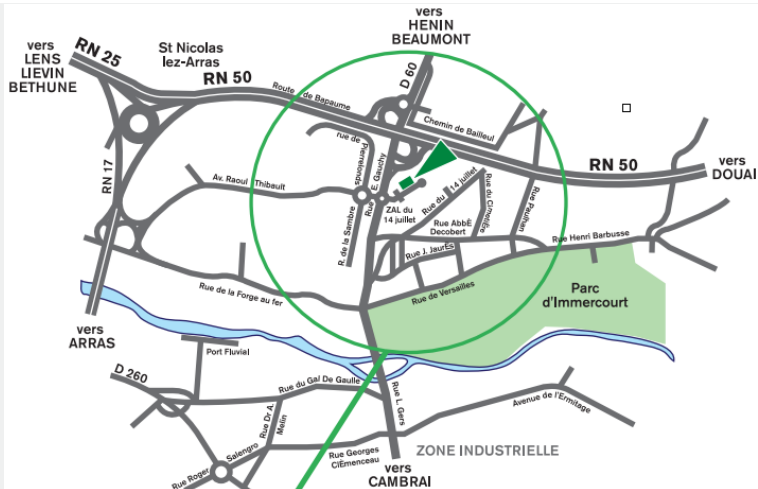 vers
HENIN
BEAUMONT
vers
LENS
LIEVIN
BETHUNE
RN 25
St Nicolas
lez-Arras
RN 50
D 60
Route de Bapaume
Chemin de Bailleul
rue de
Pierrefonds
Rue E. Gauchy
RN 50
vers
DOUAI
RN 17
Av. Raoul Thibault
R. de la Sambre
ZAL du
14 juillet
Rue du 14 juillet
Rue du Cimetière
Rue Paulhan
Rue AbbÉ
Decobert
Rue J. JaurÉs
Rue Henri Barbusse
Rue de Versailles
Parc
d'Immercourt
Rue de la Forge au fer
vers
ARRAS
Port Fluvial
D 260
Rue du Gal De Gaulle
Rue L. Gers
Avenue de l'Ermitage
Rue Dr A.
Melin
Rue Georges
ClÉmenceau
ZONE INDUSTRIELLE
Rue Roger Salengro
vers
CAMBRAI